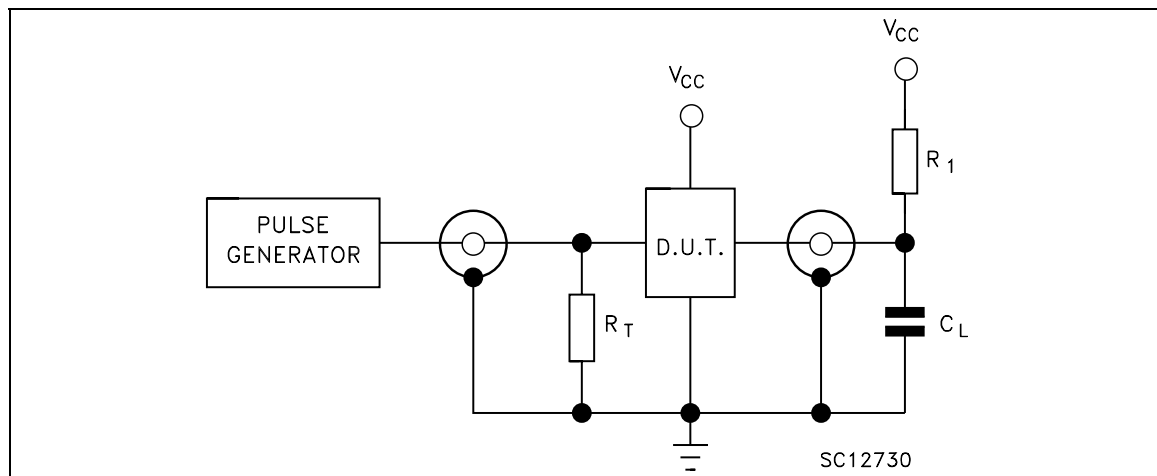 VCC
VCC
R1
PULSE
GENERATOR
D.U.T.
RT
CL
SC12730